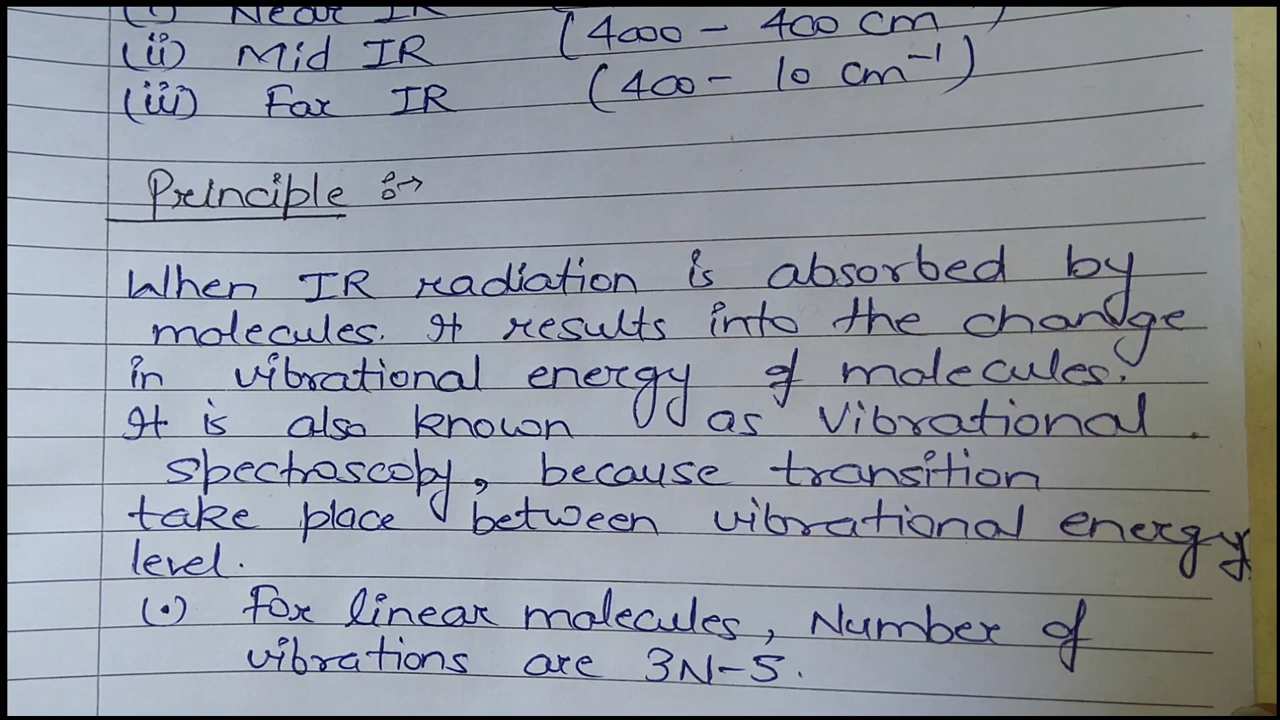 (i) Near IR
(ii) Mid IR (4000 - 400 cm
(iii) Far IR (400 - 10 cm⁻¹)
Principle :→
When IR radiation is absorbed by
molecules. It results into the change
in vibrational energy of molecules.
It is also known as Vibrational
spectroscopy, because transition
take place between vibrational energy
level.
(•) For linear molecules, Number of
vibrations are 3N-5.